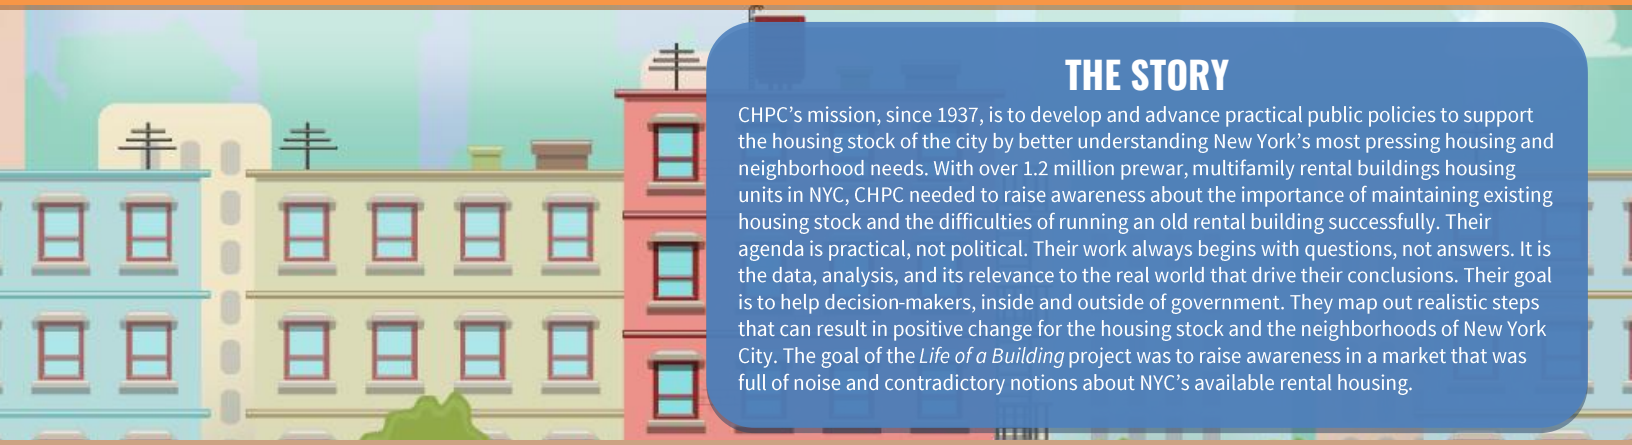 THE STORY
CHPC’s mission, since 1937, is to develop and advance practical public policies to support
the housing stock of the city by better understanding New York’s most pressing housing and
neighborhood needs. With over 1.2 million prewar, multifamily rental buildings housing
units in NYC, CHPC needed to raise awareness about the importance of maintaining existing
housing stock and the difficulties of running an old rental building successfully. Their
agenda is practical, not political. Their work always begins with questions, not answers. It is
the data, analysis, and its relevance to the real world that drive their conclusions. Their goal
is to help decision-makers, inside and outside of government. They map out realistic steps
that can result in positive change for the housing stock and the neighborhoods of New York
City. The goal of the Life of a Building project was to raise awareness in a market that was
full of noise and contradictory notions about NYC’s available rental housing.